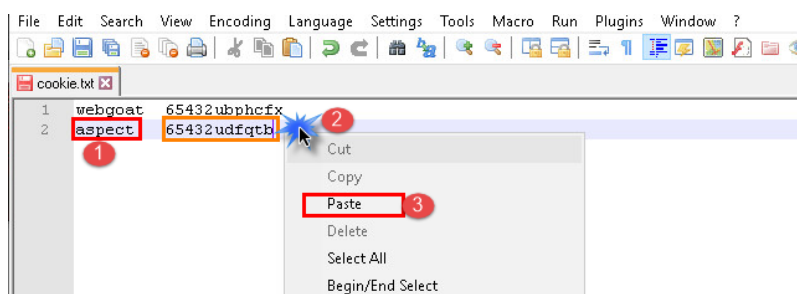 File Edit Search View Encoding Language Settings Tools Macro Run Plugins Window ?
cookie.txt
1 webgoat 65432ubphcfx
2 aspect 65432udfqtb
1
2
Cut
Copy
Paste 3
Delete
Select All
Begin/End Select